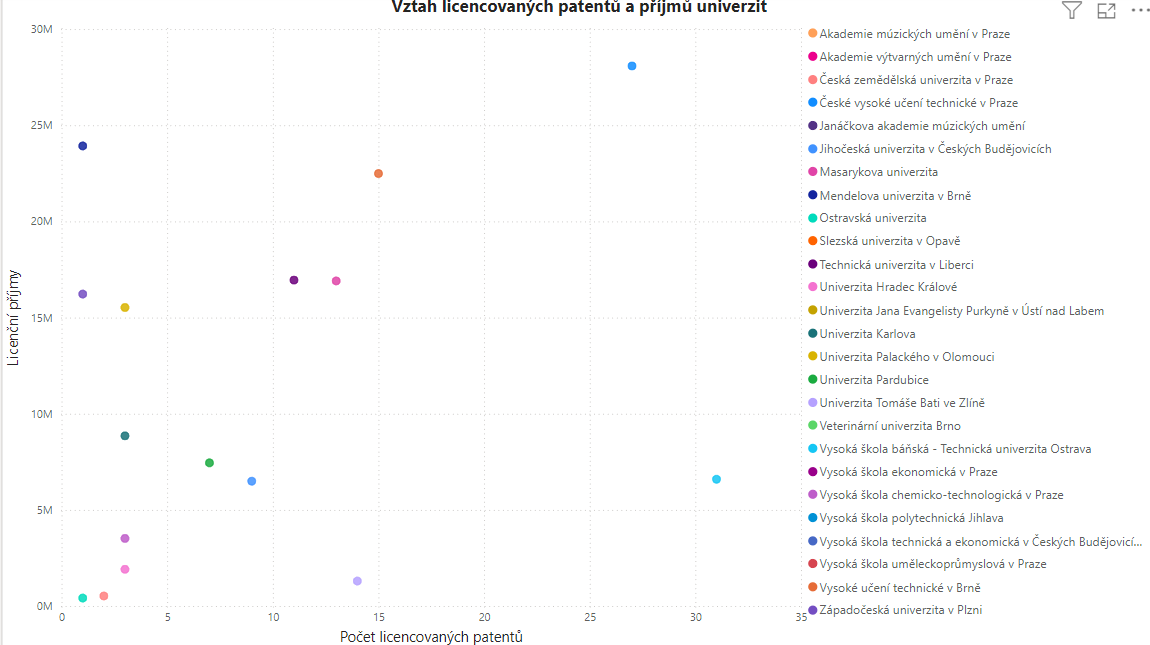 Vztah licencovaných patentů a příjmů univerzit
30M
25M
20M
15M
10M
5M
0M
Licenční příjmy
0 5 10 15 20 25 30 35
Počet licencovaných patentů
Akademie múzických umění v Praze
Akademie výtvarných umění v Praze
Česká zemědělská univerzita v Praze
České vysoké učení technické v Praze
Janáčkova akademie múzických umění
Jihočeská univerzita v Českých Budějovicích
Masarykova univerzita
Mendelova univerzita v Brně
Ostravská univerzita
Slezská univerzita v Opavě
Technická univerzita v Liberci
Univerzita Hradec Králové
Univerzita Jana Evangelisty Purkyně v Ústí nad Labem
Univerzita Karlova
Univerzita Palackého v Olomouci
Univerzita Pardubice
Univerzita Tomáše Bati ve Zlíně
Veterinární univerzita Brno
Vysoká škola báňská - Technická univerzita Ostrava
Vysoká škola ekonomická v Praze
Vysoká škola chemicko-technologická v Praze
Vysoká škola polytechnická Jihlava
Vysoká škola technická a ekonomická v Českých Budějovicí...
Vysoká škola uměleckoprůmyslová v Praze
Vysoké učení technické v Brně
Západočeská univerzita v Plzni